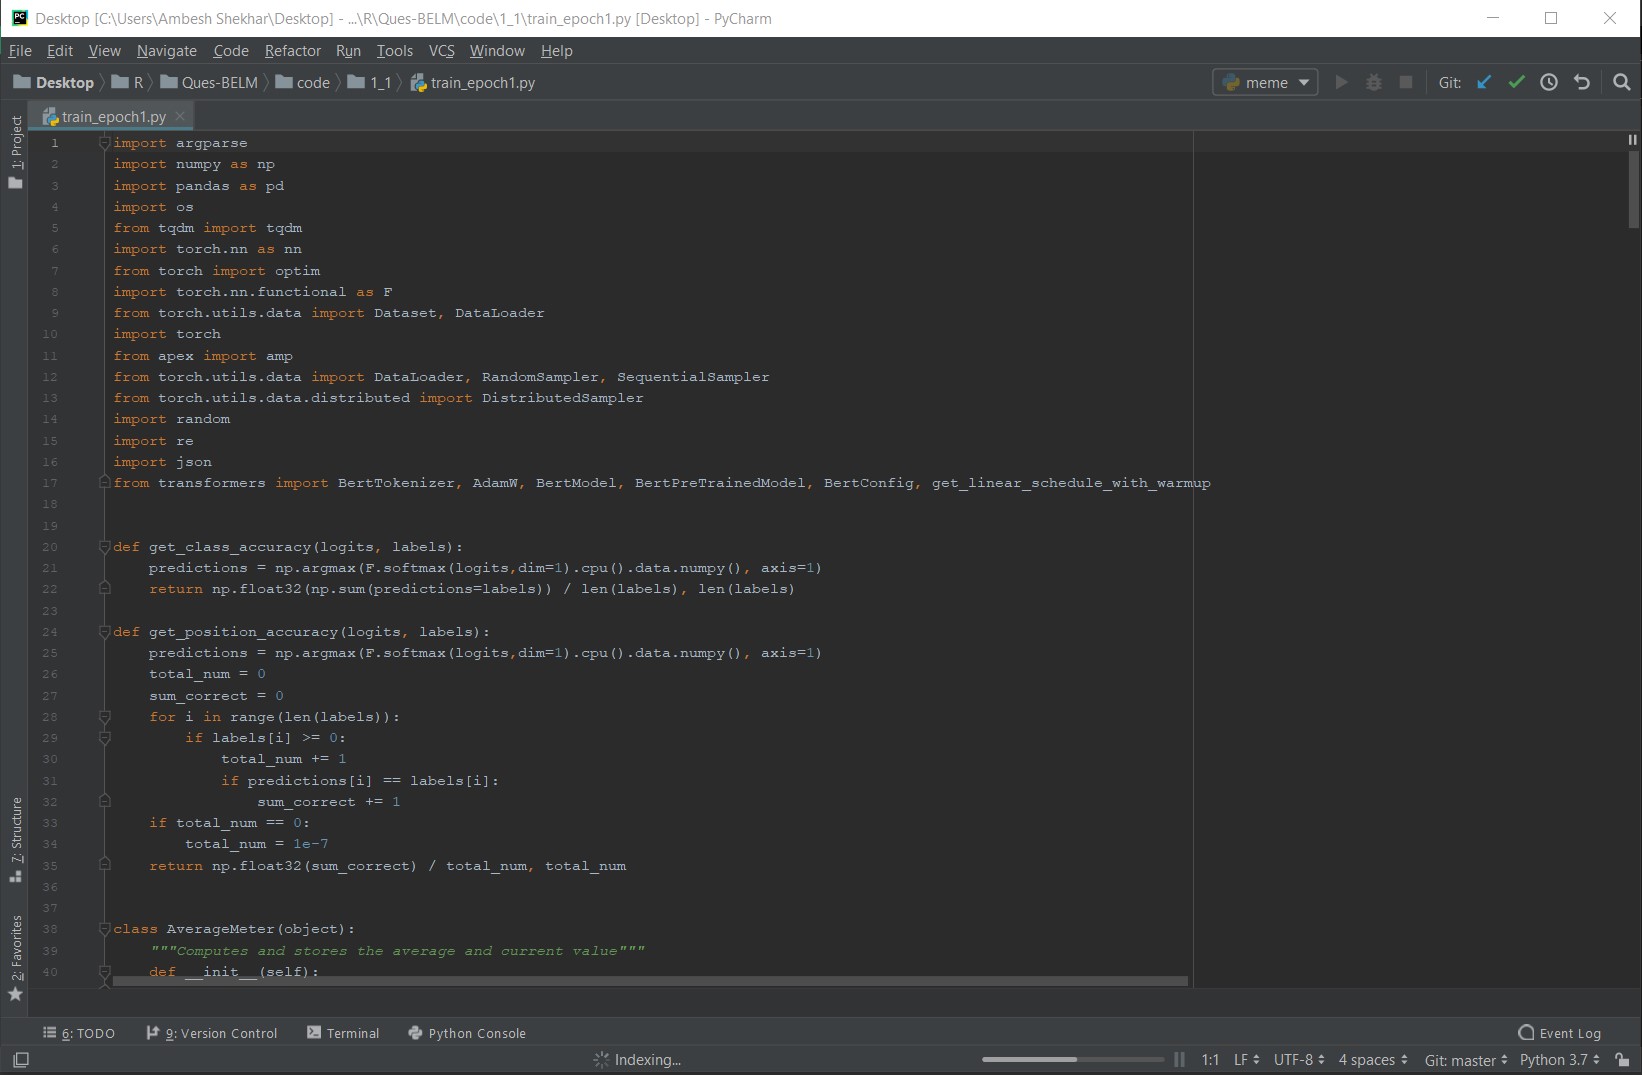 Desktop [C:\Users\Ambesh Shekhar\Desktop] - ...\R\Ques-BELM\code\1_1\train_epoch1.py [Desktop] - PyCharm
File Edit View Navigate Code Refactor Run Tools VCS Window Help
Desktop R Ques-BELM code 1_1 train_epoch1.py meme Git:
train_epoch1.py
1: Project
7: Structure
2: Favorites
1 import argparse
2 import numpy as np
3 import pandas as pd
4 import os
5 from tqdm import tqdm
6 import torch.nn as nn
7 from torch import optim
8 import torch.nn.functional as F
9 from torch.utils.data import Dataset, DataLoader
10 import torch
11 from apex import amp
12 from torch.utils.data import DataLoader, RandomSampler, SequentialSampler
13 from torch.utils.data.distributed import DistributedSampler
14 import random
15 import re
16 import json
17 from transformers import BertTokenizer, AdamW, BertModel, BertPreTrainedModel, BertConfig, get_linear_schedule_with_warmup
18
19
20 def get_class_accuracy(logits, labels):
21     predictions = np.argmax(F.softmax(logits,dim=1).cpu().data.numpy(), axis=1)
22     return np.float32(np.sum(predictions=labels)) / len(labels), len(labels)
23
24 def get_position_accuracy(logits, labels):
25     predictions = np.argmax(F.softmax(logits,dim=1).cpu().data.numpy(), axis=1)
26     total_num = 0
27     sum_correct = 0
28     for i in range(len(labels)):
29         if labels[i] >= 0:
30             total_num += 1
31             if predictions[i] == labels[i]:
32                 sum_correct += 1
33     if total_num == 0:
34         total_num = 1e-7
35     return np.float32(sum_correct) / total_num, total_num
36
37
38 class AverageMeter(object):
39     """Computes and stores the average and current value"""
40     def __init__(self):
6: TODO 9: Version Control Terminal Python Console Event Log
Indexing... 1:1 LF UTF-8 4 spaces Git: master Python 3.7